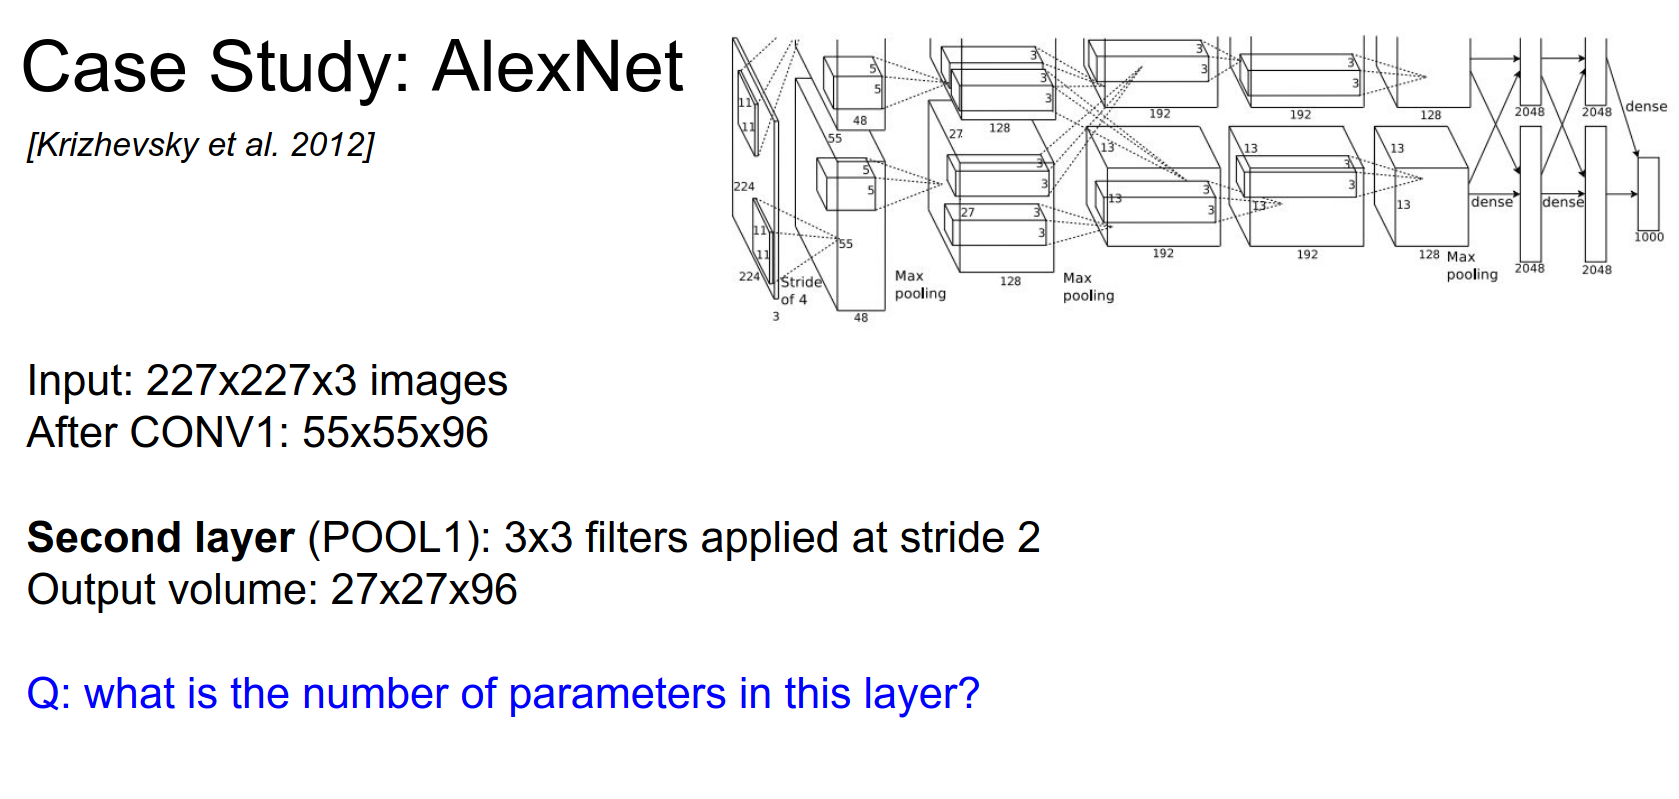 Case Study: AlexNet
[Krizhevsky et al. 2012]
11
11
224
11
11
224
3
Stride
of 4
5
5
48
55
5
5
55
48
Max
pooling
3
3
3
128
27
3
3
27
3
3
128
Max
pooling
3
3
192
13
3
13
3
192
3
3
192
13
3
3
13
192
128
13
13
128
Max
pooling
2048
2048
dense
dense
dense
2048
2048
1000
Input: 227x227x3 images
After CONV1: 55x55x96
Second layer (POOL1): 3x3 filters applied at stride 2
Output volume: 27x27x96
Q: what is the number of parameters in this layer?